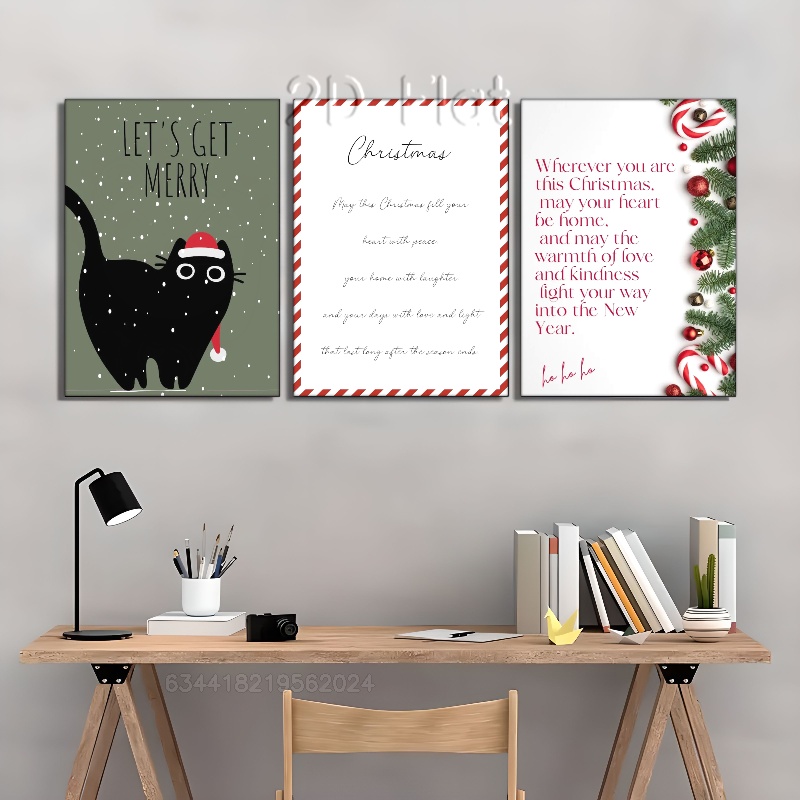 2D Flat
LET'S GET
MERRY
Christmas
May this Christmas fill your
heart with peace
your home with laughter
and your days with love and light
that last long after the season ends
Wherever you are
this Christmas,
may your heart
be home,
and may the
warmth of love
and kindness
light your way
into the New
Year.
ho ho ho
634418219562024